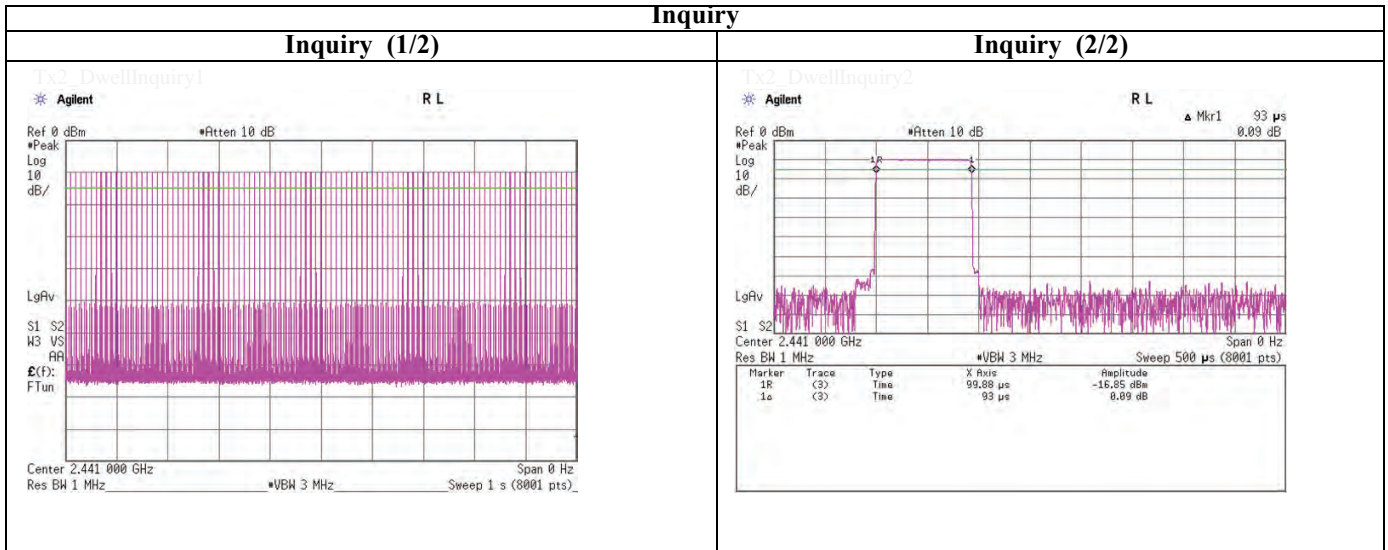 Inquiry
Inquiry (1/2)
Tx2_DwellInquiry1
Agilent
R L
Ref 0 dBm
#Atten 10 dB
#Peak
Log
10
dB/
LgAv
S1 S2
W3 VS
AA
£(f):
FTun
Center 2.441 000 GHz
Span 0 Hz
Res BW 1 MHz
#VBW 3 MHz
Sweep 1 s (8001 pts)
Inquiry (2/2)
Tx2_DwellInquiry2
Agilent
R L
Δ Mkr1 93 µs
Ref 0 dBm
#Atten 10 dB
0.09 dB
#Peak
Log
10
dB/
1R
1
LgAv
S1 S2
Center 2.441 000 GHz
Span 0 Hz
Res BW 1 MHz
#VBW 3 MHz
Sweep 500 µs (8001 pts)
Marker Trace Type X Axis Amplitude
1R (3) Time 99.88 µs -16.85 dBm
1Δ (3) Time 93 µs 0.09 dB